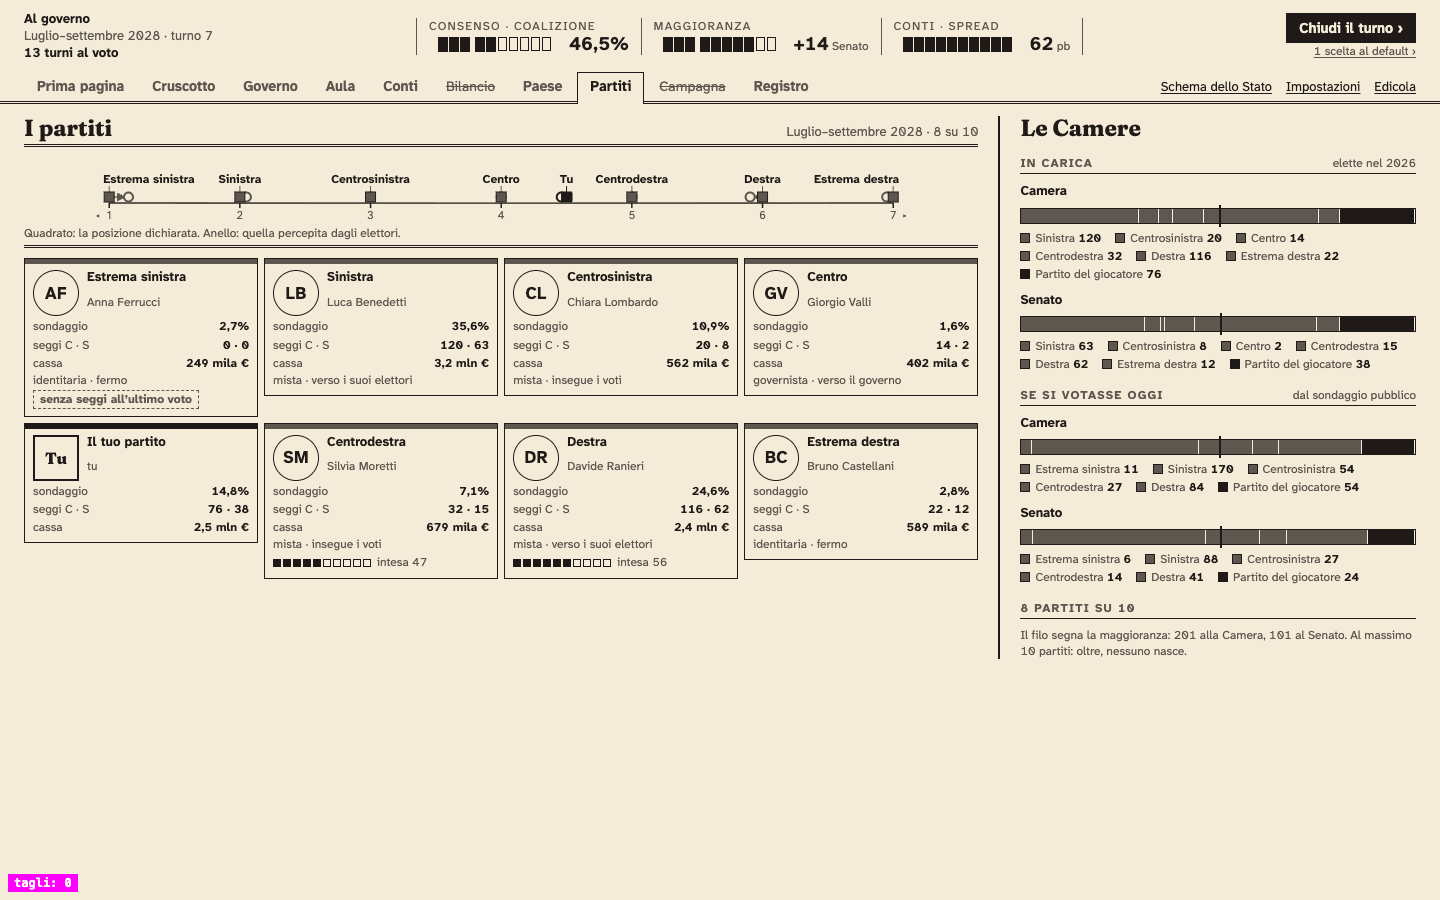 Al governo
Luglio-settembre 2028 · turno 7
13 turni al voto
CONSENSO · COALIZIONE
46,5%
MAGGIORANZA
+14 Senato
CONTI · SPREAD
62 pb
Chiudi il turno ›
1 scelta al default ›
Prima pagina Cruscotto Governo Aula Conti Bilancio Paese Partiti Campagna Registro
Schema dello Stato Impostazioni Edicola
I partiti
Luglio-settembre 2028 · 8 su 10
Estrema sinistra Sinistra Centrosinistra Centro Tu Centrodestra Destra Estrema destra
◂ 1 2 3 4 5 6 7 ▸
Quadrato: la posizione dichiarata. Anello: quella percepita dagli elettori.
AF
Estrema sinistra
Anna Ferrucci
sondaggio 2,7%
seggi C · S 0 · 0
cassa 249 mila €
identitaria · fermo
senza seggi all'ultimo voto
LB
Sinistra
Luca Benedetti
sondaggio 35,6%
seggi C · S 120 · 63
cassa 3,2 mln €
mista · verso i suoi elettori
CL
Centrosinistra
Chiara Lombardo
sondaggio 10,9%
seggi C · S 20 · 8
cassa 562 mila €
mista · insegue i voti
GV
Centro
Giorgio Valli
sondaggio 1,6%
seggi C · S 14 · 2
cassa 402 mila €
governista · verso il governo
Tu
Il tuo partito
tu
sondaggio 14,8%
seggi C · S 76 · 38
cassa 2,5 mln €
SM
Centrodestra
Silvia Moretti
sondaggio 7,1%
seggi C · S 32 · 15
cassa 679 mila €
mista · insegue i voti
intesa 47
DR
Destra
Davide Ranieri
sondaggio 24,6%
seggi C · S 116 · 62
cassa 2,4 mln €
mista · verso i suoi elettori
intesa 56
BC
Estrema destra
Bruno Castellani
sondaggio 2,8%
seggi C · S 22 · 12
cassa 589 mila €
identitaria · fermo
Le Camere
IN CARICA elette nel 2026
Camera
Sinistra 120 Centrosinistra 20 Centro 14
Centrodestra 32 Destra 116 Estrema destra 22
Partito del giocatore 76
Senato
Sinistra 63 Centrosinistra 8 Centro 2 Centrodestra 15
Destra 62 Estrema destra 12 Partito del giocatore 38
SE SI VOTASSE OGGI dal sondaggio pubblico
Camera
Estrema sinistra 11 Sinistra 170 Centrosinistra 54
Centrodestra 27 Destra 84 Partito del giocatore 54
Senato
Estrema sinistra 6 Sinistra 88 Centrosinistra 27
Centrodestra 14 Destra 41 Partito del giocatore 24
8 PARTITI SU 10
Il filo segna la maggioranza: 201 alla Camera, 101 al Senato. Al massimo
10 partiti: oltre, nessuno nasce.
tagli: 0